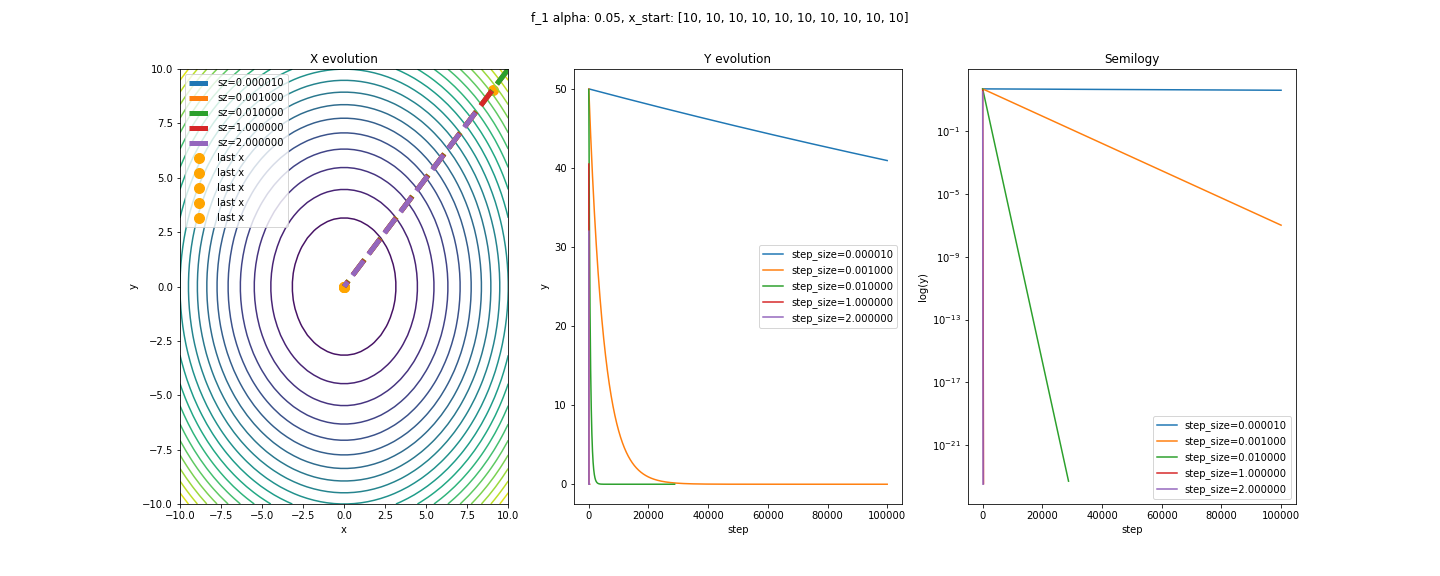 f_1 alpha: 0.05, x_start: [10, 10, 10, 10, 10, 10, 10, 10, 10, 10]
X evolution
10.0
7.5
5.0
2.5
0.0
−2.5
−5.0
−7.5
−10.0
y
sz=0.000010
sz=0.001000
sz=0.010000
sz=1.000000
sz=2.000000
last x
last x
last x
last x
last x
−10.0 −7.5 −5.0 −2.5 0.0 2.5 5.0 7.5 10.0
x
Y evolution
50
40
30
20
10
0
y
step_size=0.000010
step_size=0.001000
step_size=0.010000
step_size=1.000000
step_size=2.000000
0 20000 40000 60000 80000 100000
step
Semilogy
10−1
10−5
10−9
10−13
10−17
10−21
log(y)
step_size=0.000010
step_size=0.001000
step_size=0.010000
step_size=1.000000
step_size=2.000000
0 20000 40000 60000 80000 100000
step